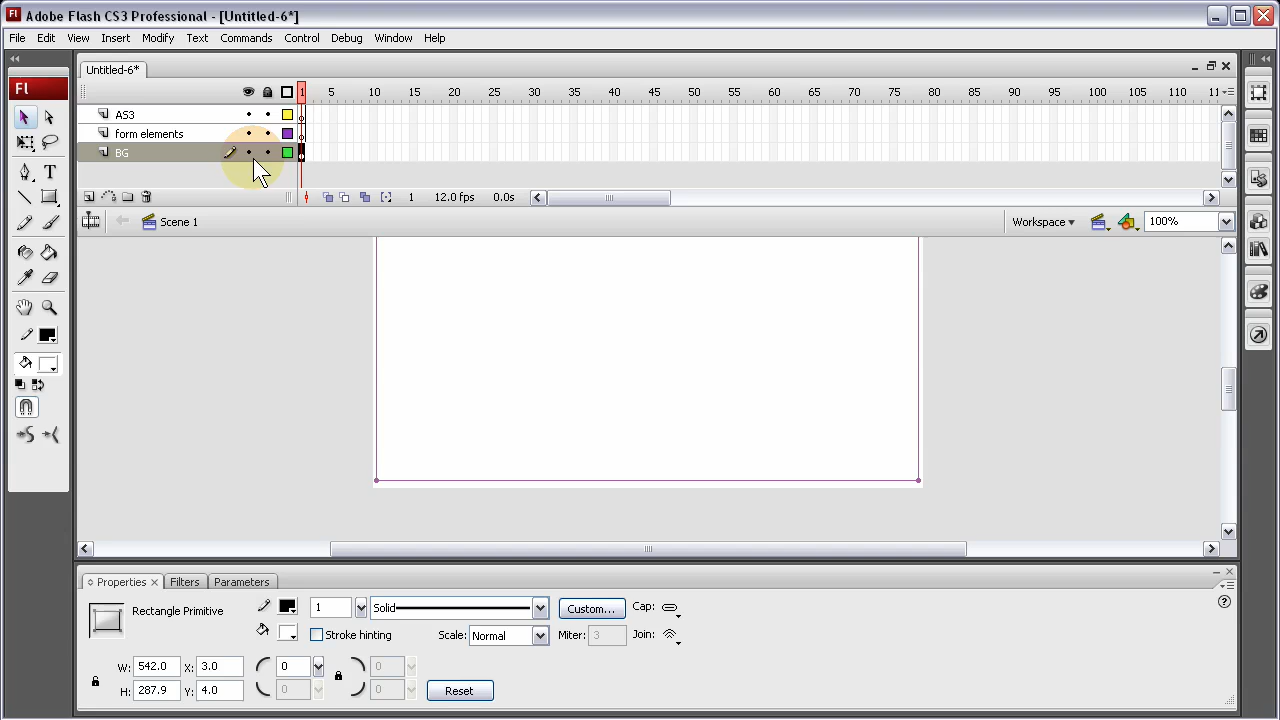 Adobe Flash CS3 Professional - [Untitled-6*]
File Edit View Insert Modify Text Commands Control Debug Window Help
Untitled-6*
Fl
1 5 10 15 20 25 30 35 40 45 50 55 60 65 70 75 80 85 90 95 100 105 110 11
AS3
form elements
BG
1 12.0 fps 0.0s
Scene 1
Workspace
100%
Properties Filters Parameters
Rectangle Primitive
1
Solid
Custom...
Cap:
Stroke hinting
Scale: Normal
Miter: 3
Join:
W: 542.0 X: 3.0
0
0
H: 287.9 Y: 4.0
0
0
Reset